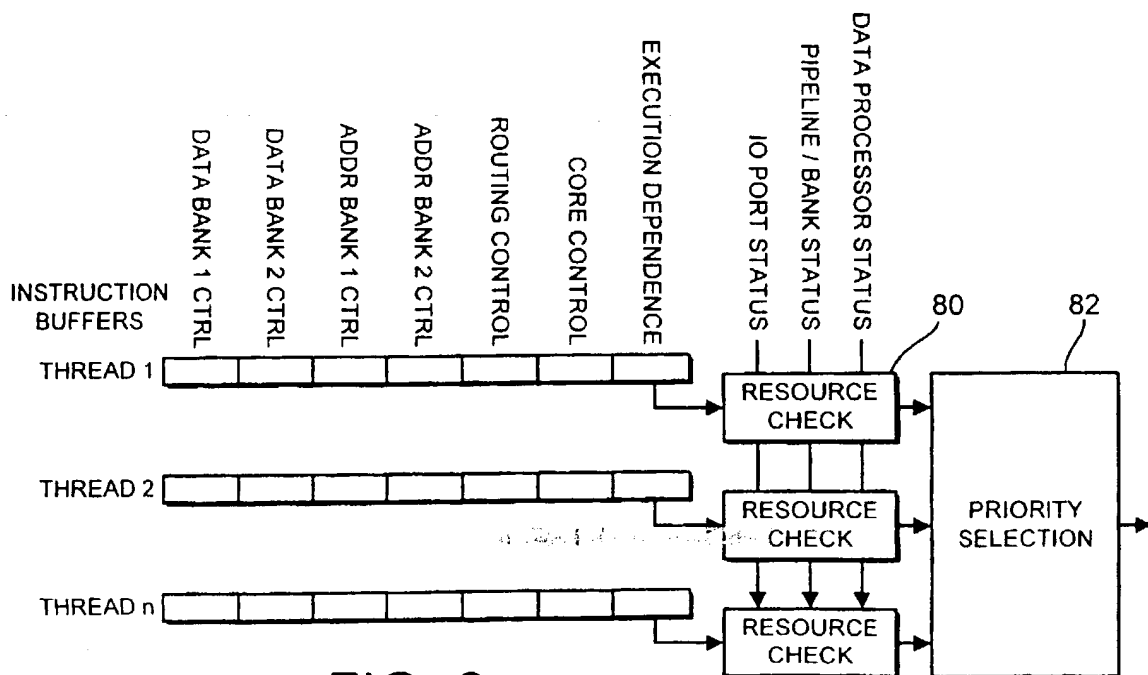 DATA BANK 1 CTRL
DATA BANK 2 CTRL
ADDR BANK 1 CTRL
ADDR BANK 2 CTRL
ROUTING CONTROL
CORE CONTROL
EXECUTION DEPENDENCE
IO PORT STATUS
PIPELINE / BANK STATUS
DATA PROCESSOR STATUS
INSTRUCTION
BUFFERS
THREAD 1
THREAD 2
THREAD n
RESOURCE
CHECK
RESOURCE
CHECK
RESOURCE
CHECK
80
82
PRIORITY
SELECTION